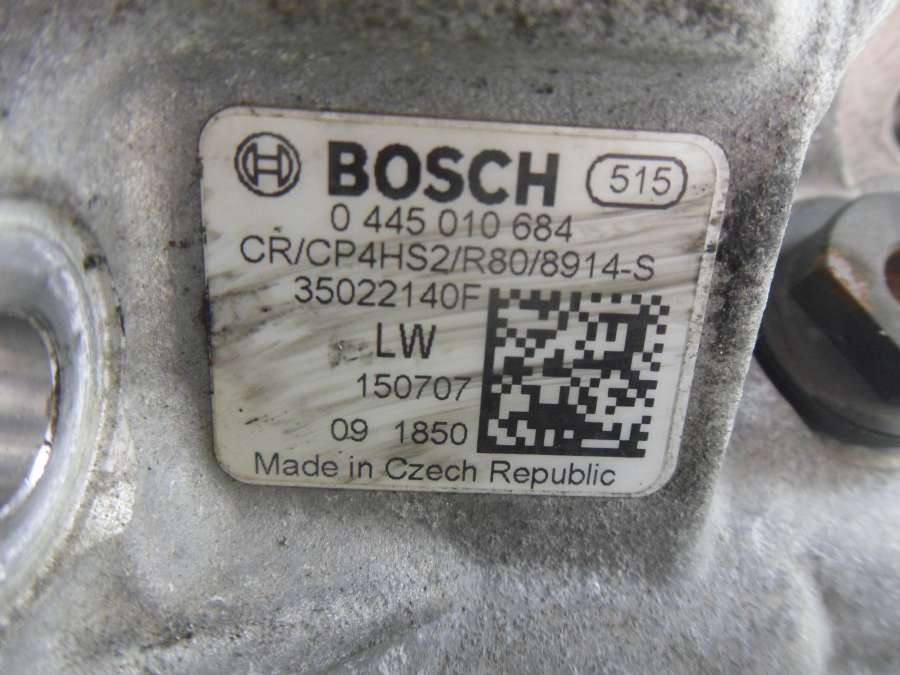 BOSCH 515
0 445 010 684
CR/CP4HS2/R80/8914-S
35022140F
LW
150707
09 1850
Made in Czech Republic